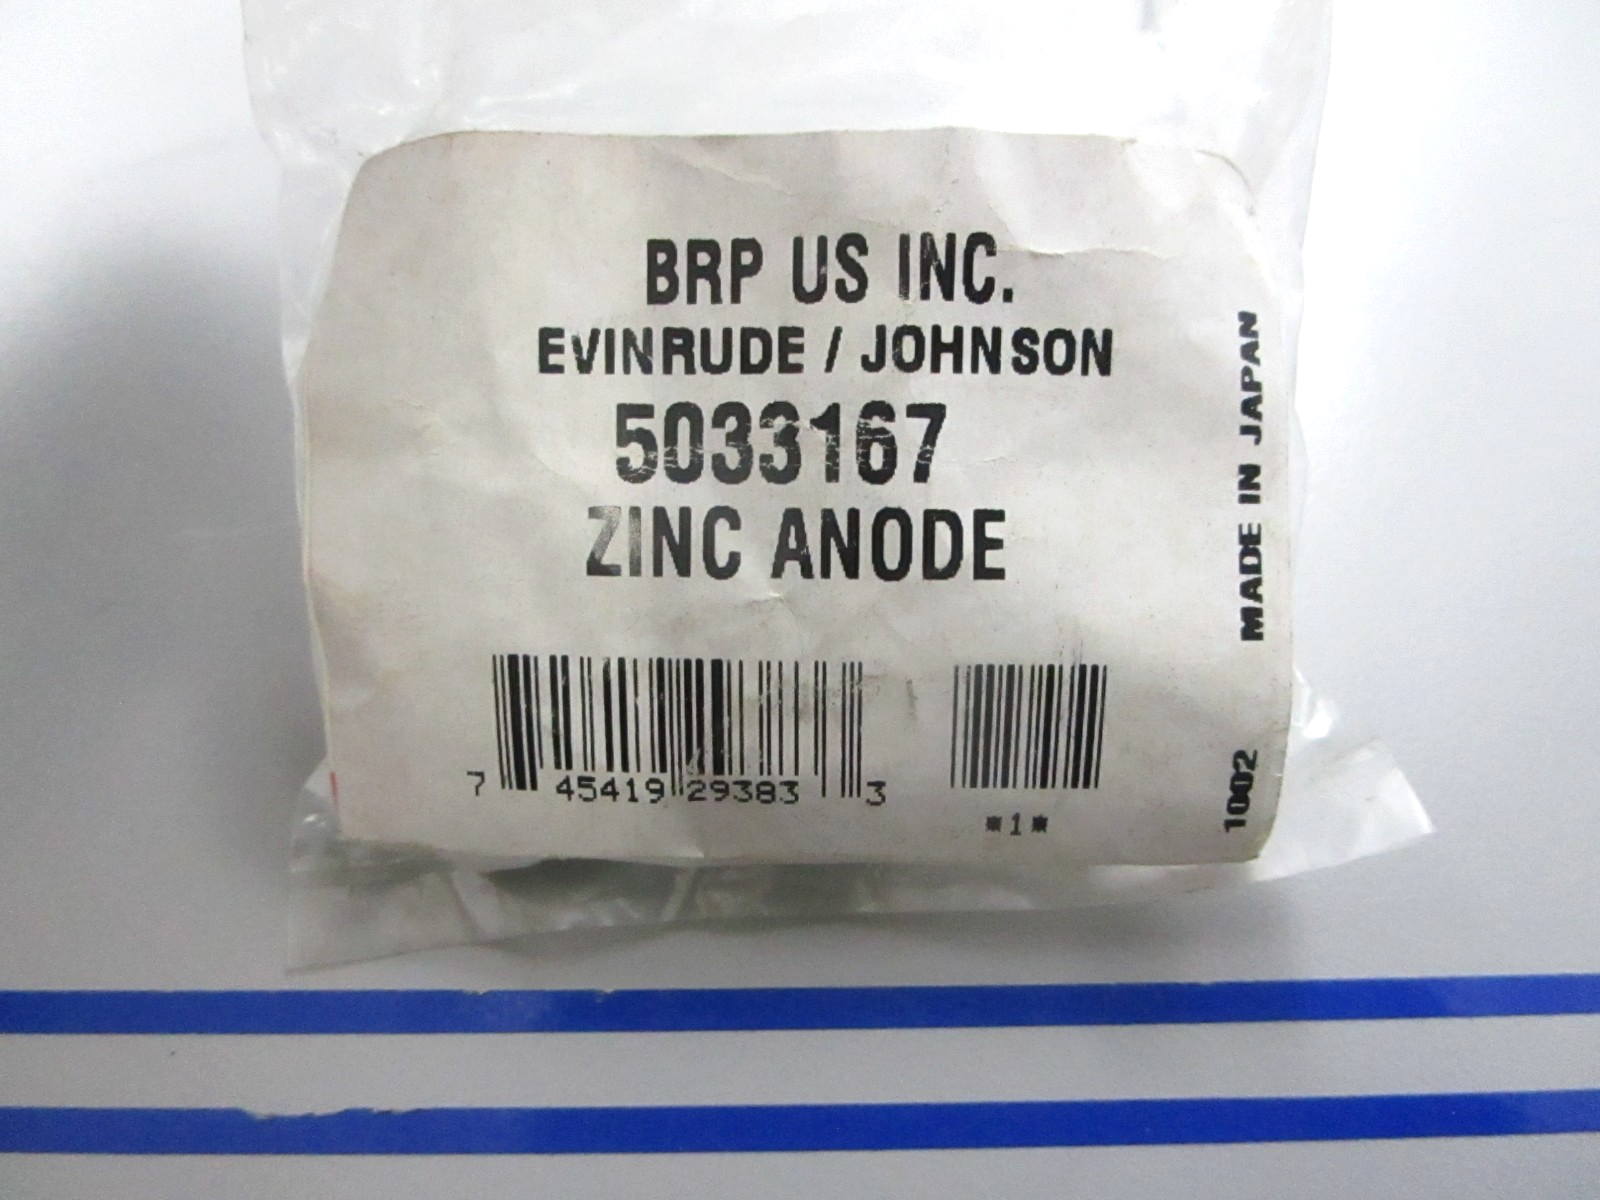 BRP US INC.
EVINRUDE / JOHNSON
5033167
ZINC ANODE
7 45419 29383 3
*1*
MADE IN JAPAN
1002